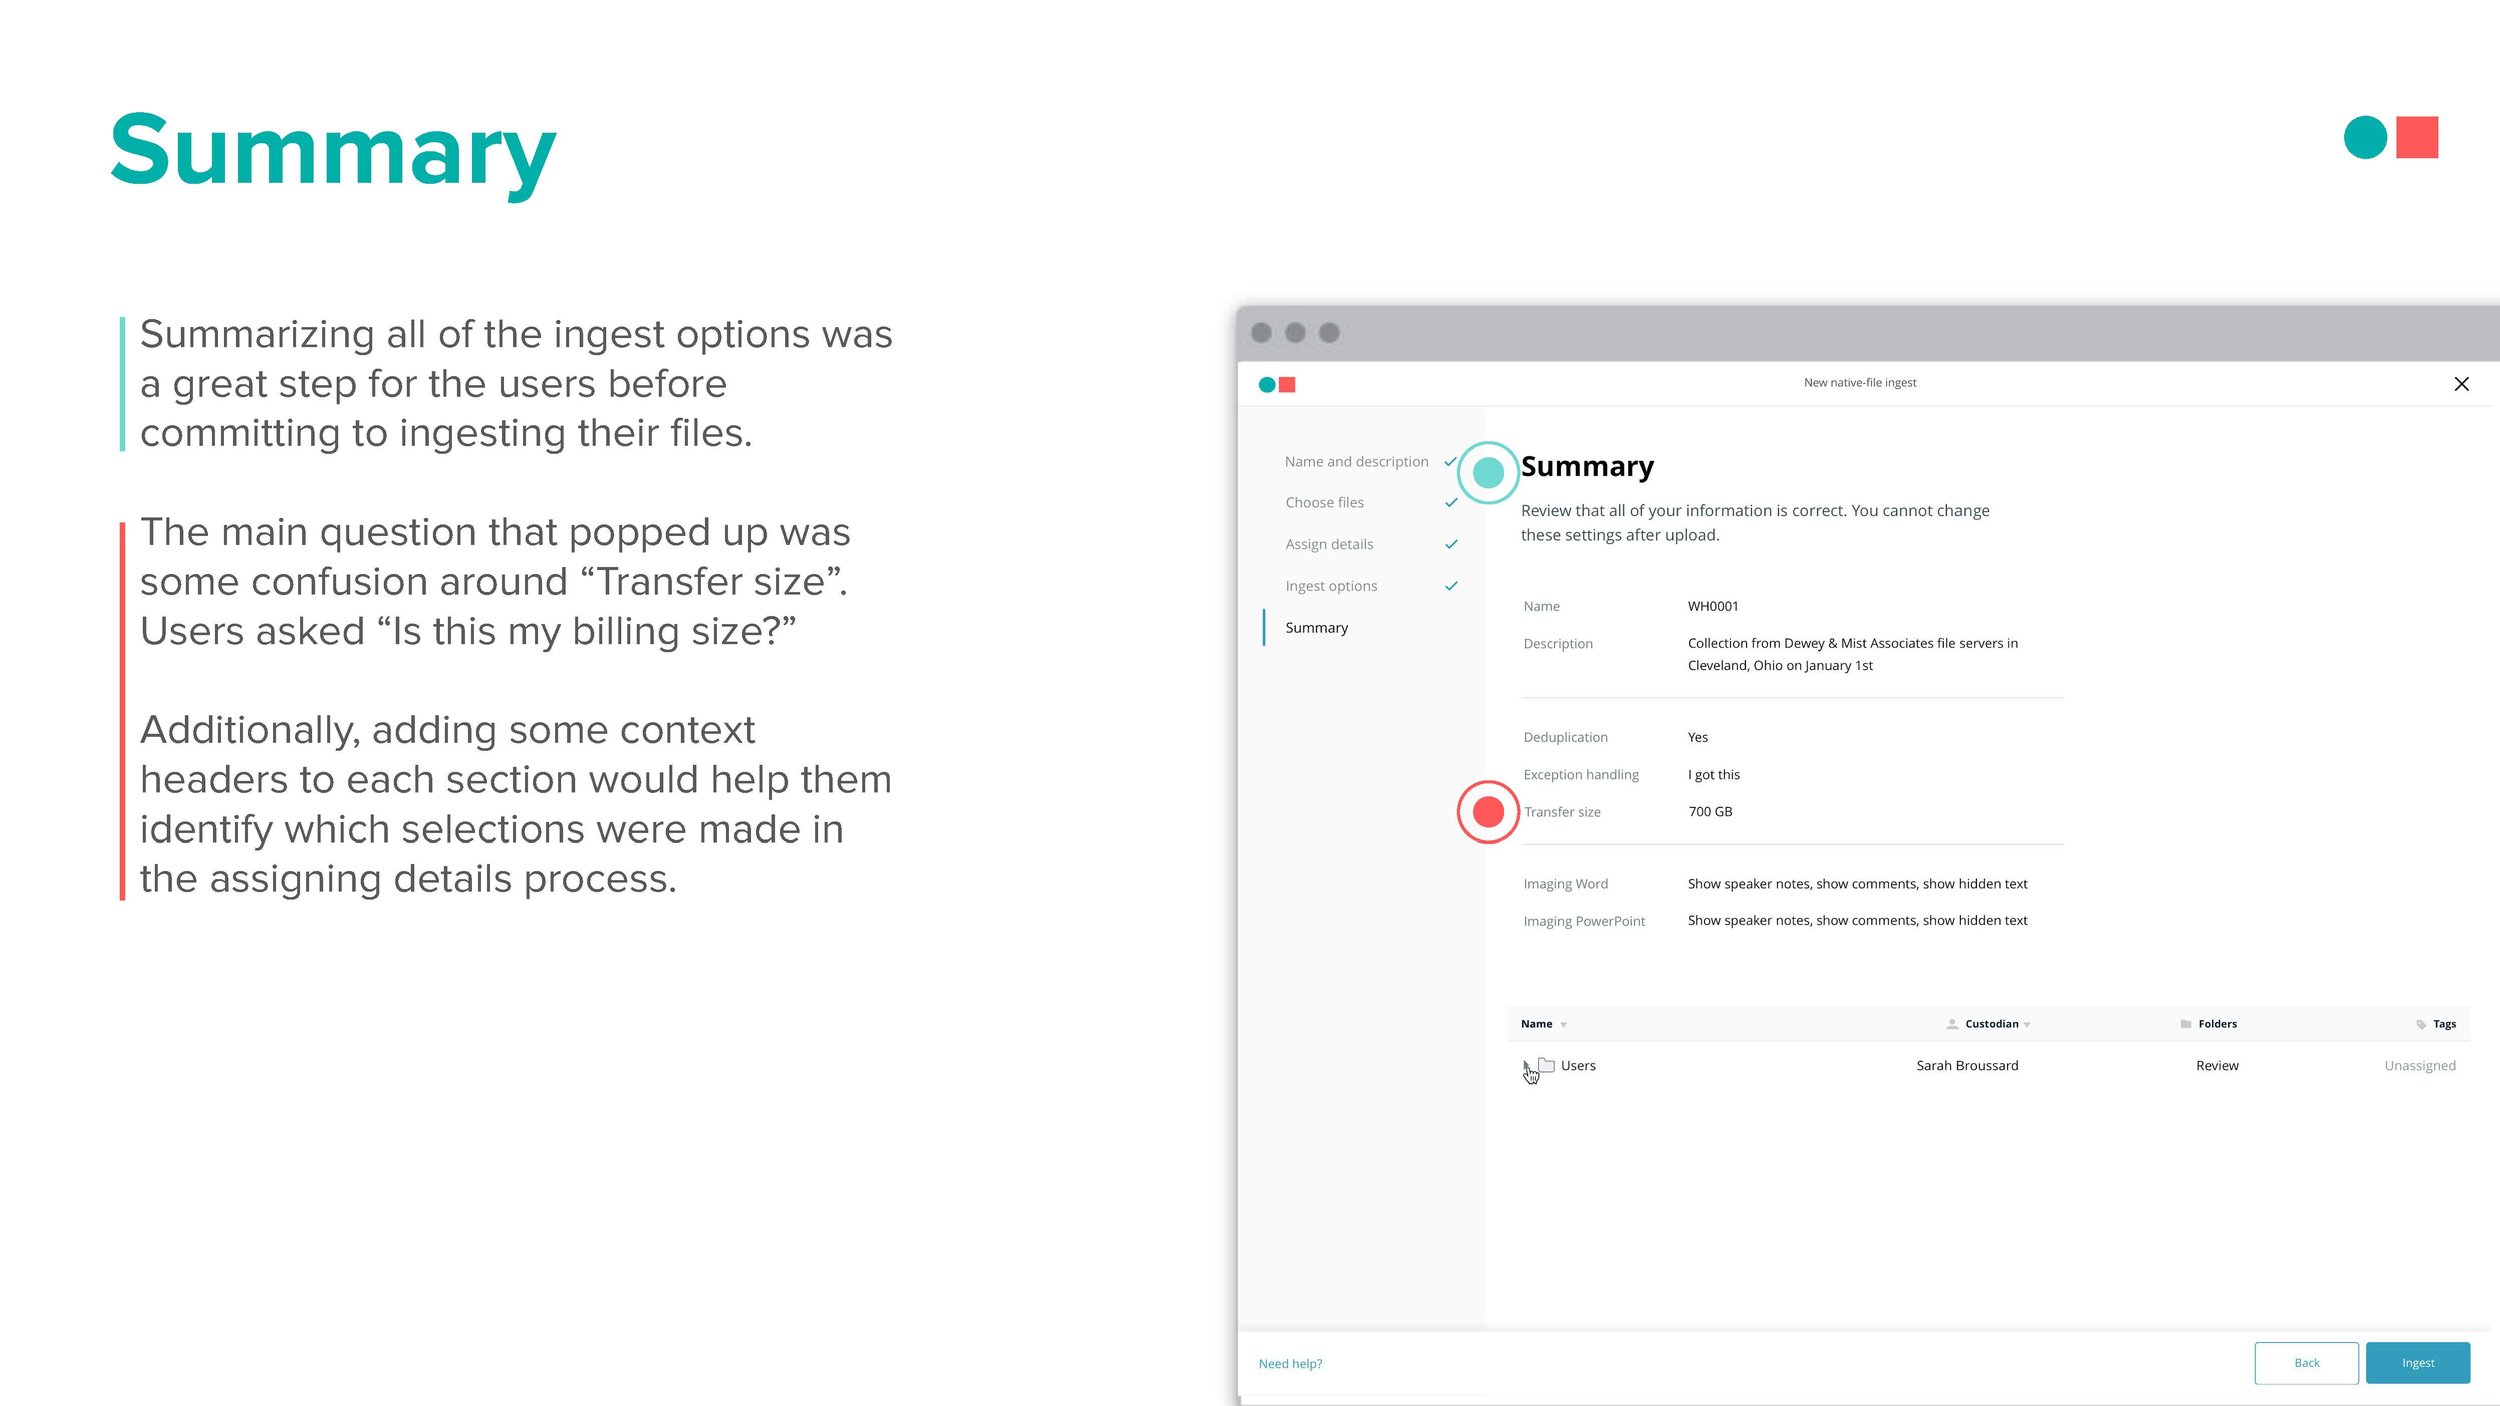 Summary
Summarizing all of the ingest options was
a great step for the users before
committing to ingesting their files.
The main question that popped up was
some confusion around “Transfer size”.
Users asked “Is this my billing size?”
Additionally, adding some context
headers to each section would help them
identify which selections were made in
the assigning details process.
New native-file ingest
Name and description
Choose files
Assign details
Ingest options
Summary
Summary
Review that all of your information is correct. You cannot change
these settings after upload.
Name WH0001
Description Collection from Dewey & Mist Associates file servers in
Cleveland, Ohio on January 1st
Deduplication Yes
Exception handling I got this
Transfer size 700 GB
Imaging Word Show speaker notes, show comments, show hidden text
Imaging PowerPoint Show speaker notes, show comments, show hidden text
Name Custodian Folders Tags
Users Sarah Broussard Review Unassigned
Need help? Back Ingest